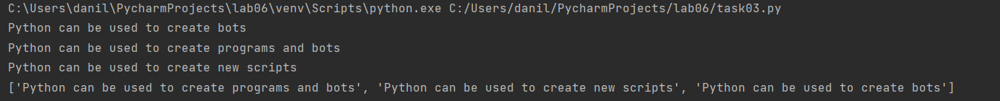 C:\Users\danil\PycharmProjects\lab06\venv\Scripts\python.exe C:/Users/danil/PycharmProjects/lab06/task03.py
Python can be used to create bots
Python can be used to create programs and bots
Python can be used to create new scripts
['Python can be used to create programs and bots', 'Python can be used to create new scripts', 'Python can be used to create bots']